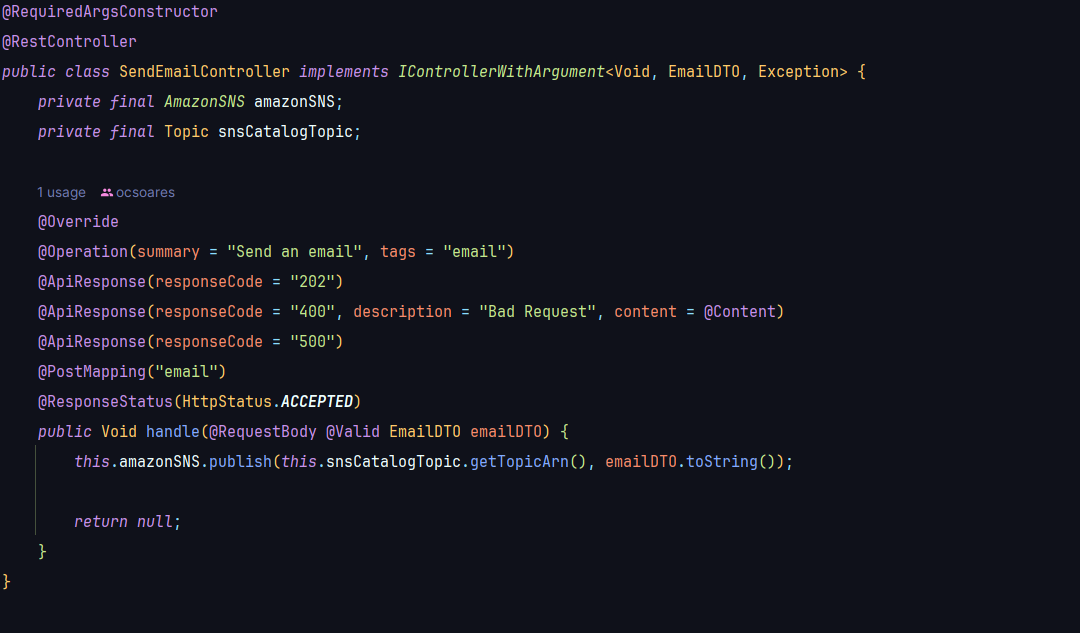 @RequiredArgsConstructor
@RestController
public class SendEmailController implements IControllerWithArgument<Void, EmailDTO, Exception> {
    private final AmazonSNS amazonSNS;
    private final Topic snsCatalogTopic;

    1 usage ocsoares
    @Override
    @Operation(summary = "Send an email", tags = "email")
    @ApiResponse(responseCode = "202")
    @ApiResponse(responseCode = "400", description = "Bad Request", content = @Content)
    @ApiResponse(responseCode = "500")
    @PostMapping("email")
    @ResponseStatus(HttpStatus.ACCEPTED)
    public Void handle(@RequestBody @Valid EmailDTO emailDTO) {
        this.amazonSNS.publish(this.snsCatalogTopic.getTopicArn(), emailDTO.toString());

        return null;
    }
}